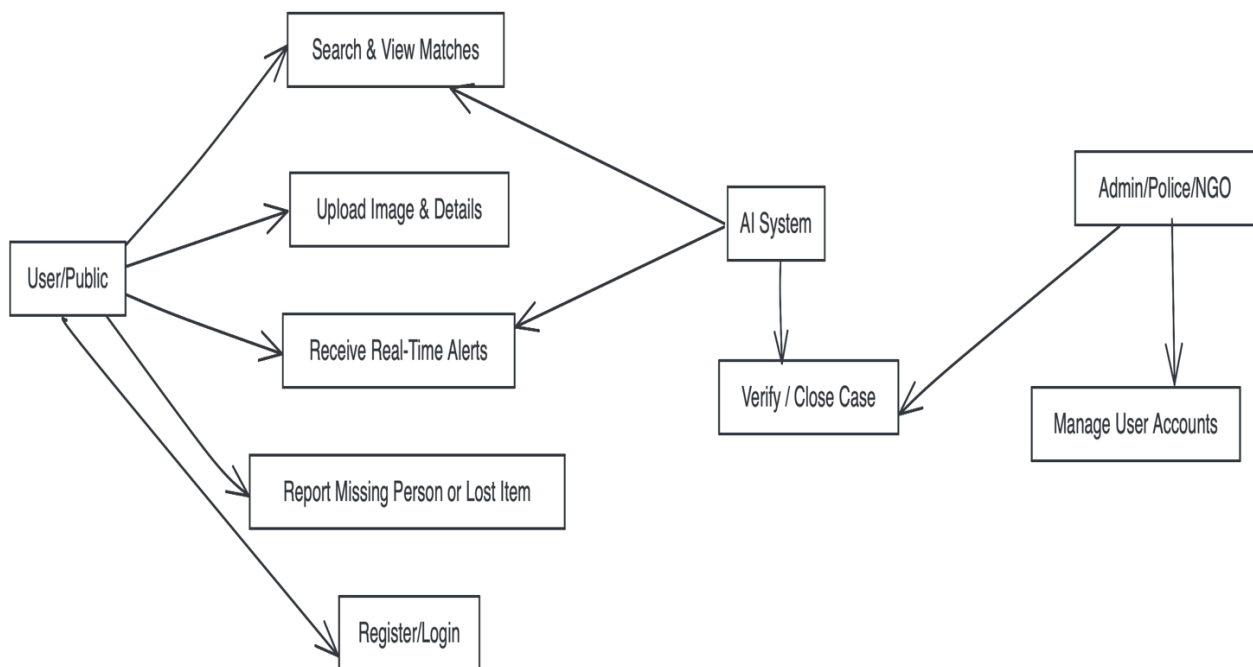 Search & View Matches
Upload Image & Details
AI System
Admin/Police/NGO
User/Public
Receive Real-Time Alerts
Verify / Close Case
Manage User Accounts
Report Missing Person or Lost Item
Register/Login